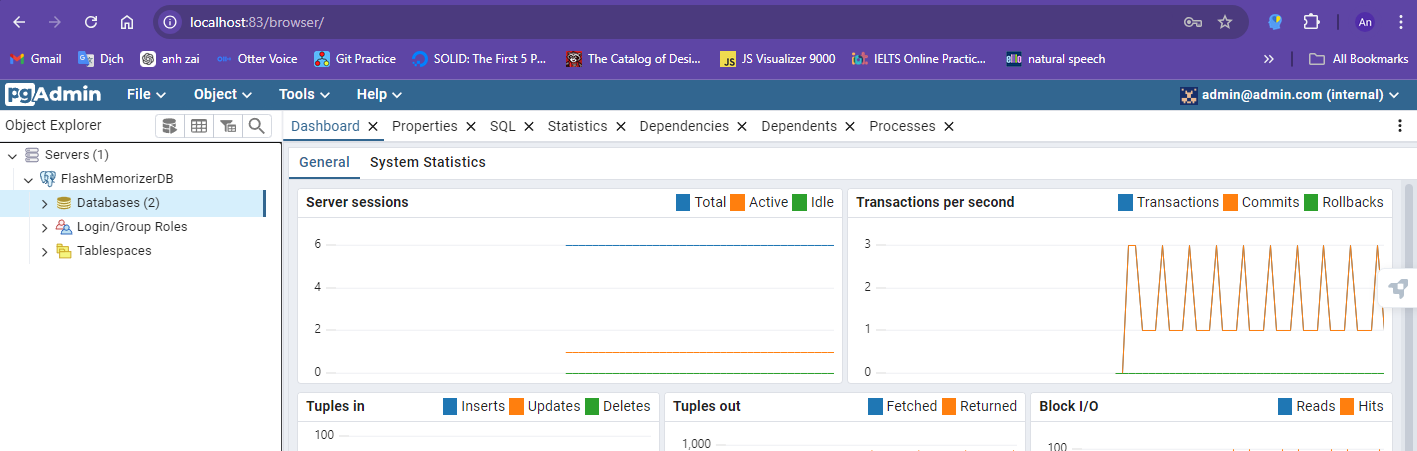 localhost:83/browser/
An
Gmail Dịch anh zai Otter Voice Git Practice SOLID: The First 5 P... The Catalog of Desi... JS Visualizer 9000 IELTS Online Practic... natural speech » All Bookmarks
pgAdmin File Object Tools Help admin@admin.com (internal)
Object Explorer
Dashboard Properties SQL Statistics Dependencies Dependents Processes
Servers (1)
FlashMemorizerDB
Databases (2)
Login/Group Roles
Tablespaces
General System Statistics
Server sessions Total Active Idle
6
4
2
0
Transactions per second Transactions Commits Rollbacks
3
2
1
0
Tuples in Inserts Updates Deletes
100
Tuples out Fetched Returned
1,000
Block I/O Reads Hits
100